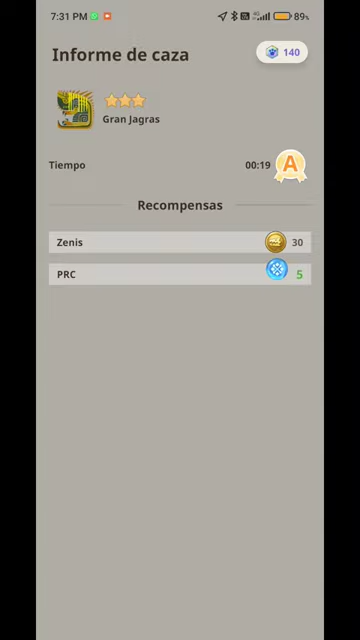 7:31 PM 89%
Informe de caza
140
Gran Jagras
Tiempo 00:19 A
Recompensas
Zenis 30
PRC 5